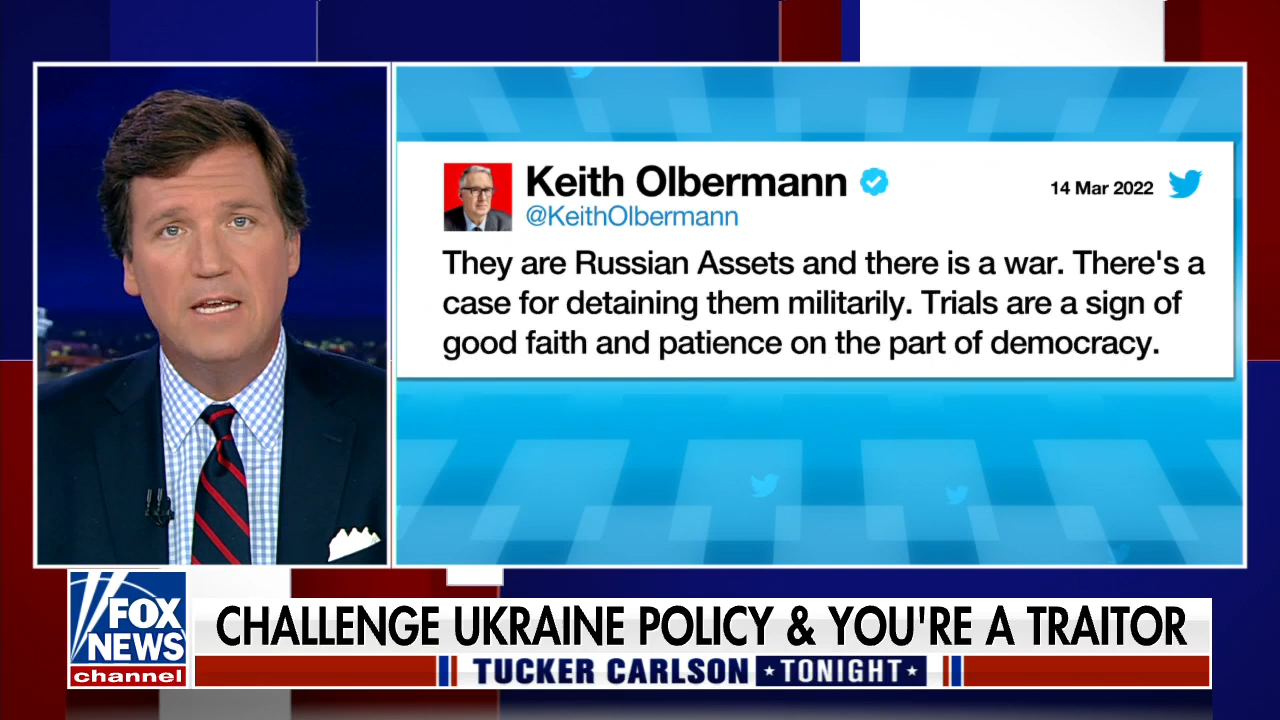 Keith Olbermann
14 Mar 2022
@KeithOlbermann
They are Russian Assets and there is a war. There's a
case for detaining them militarily. Trials are a sign of
good faith and patience on the part of democracy.
FOX
NEWS
channel
CHALLENGE UKRAINE POLICY & YOU'RE A TRAITOR
TUCKER CARLSON TONIGHT